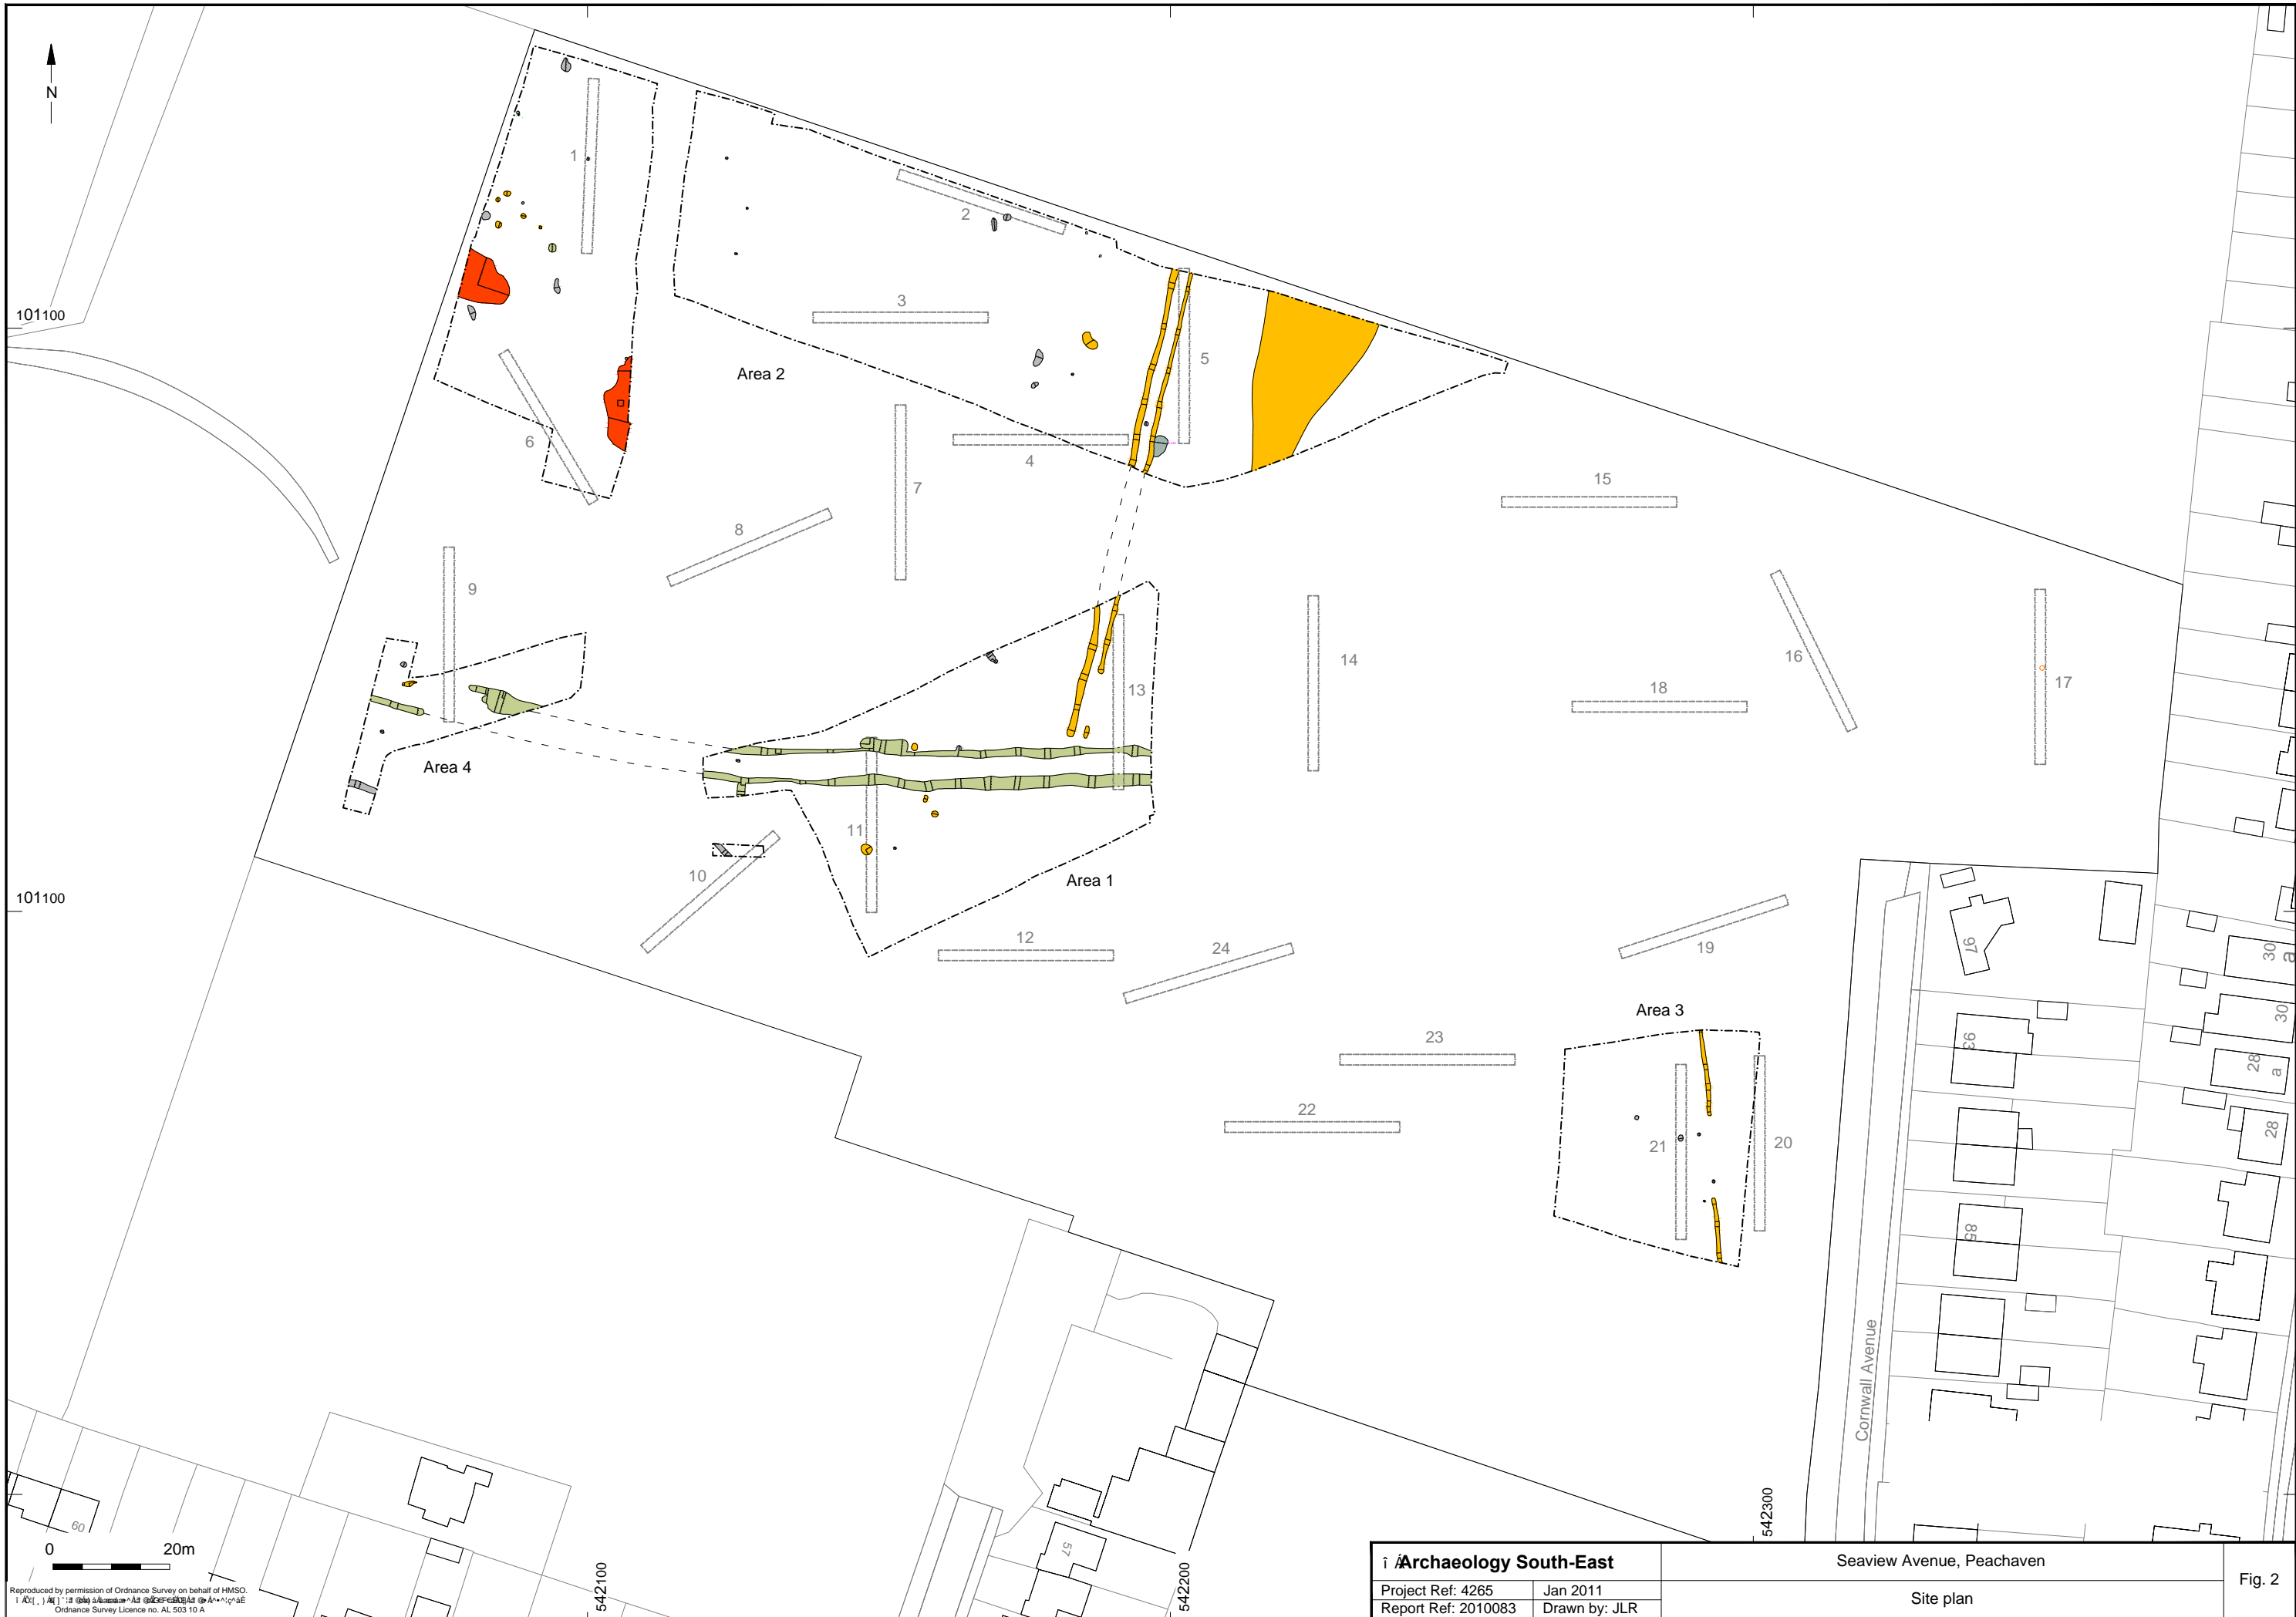 N
1
2
3
101100
5
Area 2
6
4
7
15
8
9
14
16
18
17
13
Area 4
11
10
Area 1
101100
12
24
19
97
30
a
Area 3
30
23
93
28
a
22
28
21
20
85
Cornwall Avenue
57
60
0 20m
542100
542200
542300
Reproduced by permission of Ordnance Survey on behalf of HMSO.
Ordnance Survey Licence no. AL 503 10 A
Archaeology South-East
Seaview Avenue, Peachaven
Fig. 2
Project Ref: 4265
Jan 2011
Site plan
Report Ref: 2010083
Drawn by: JLR